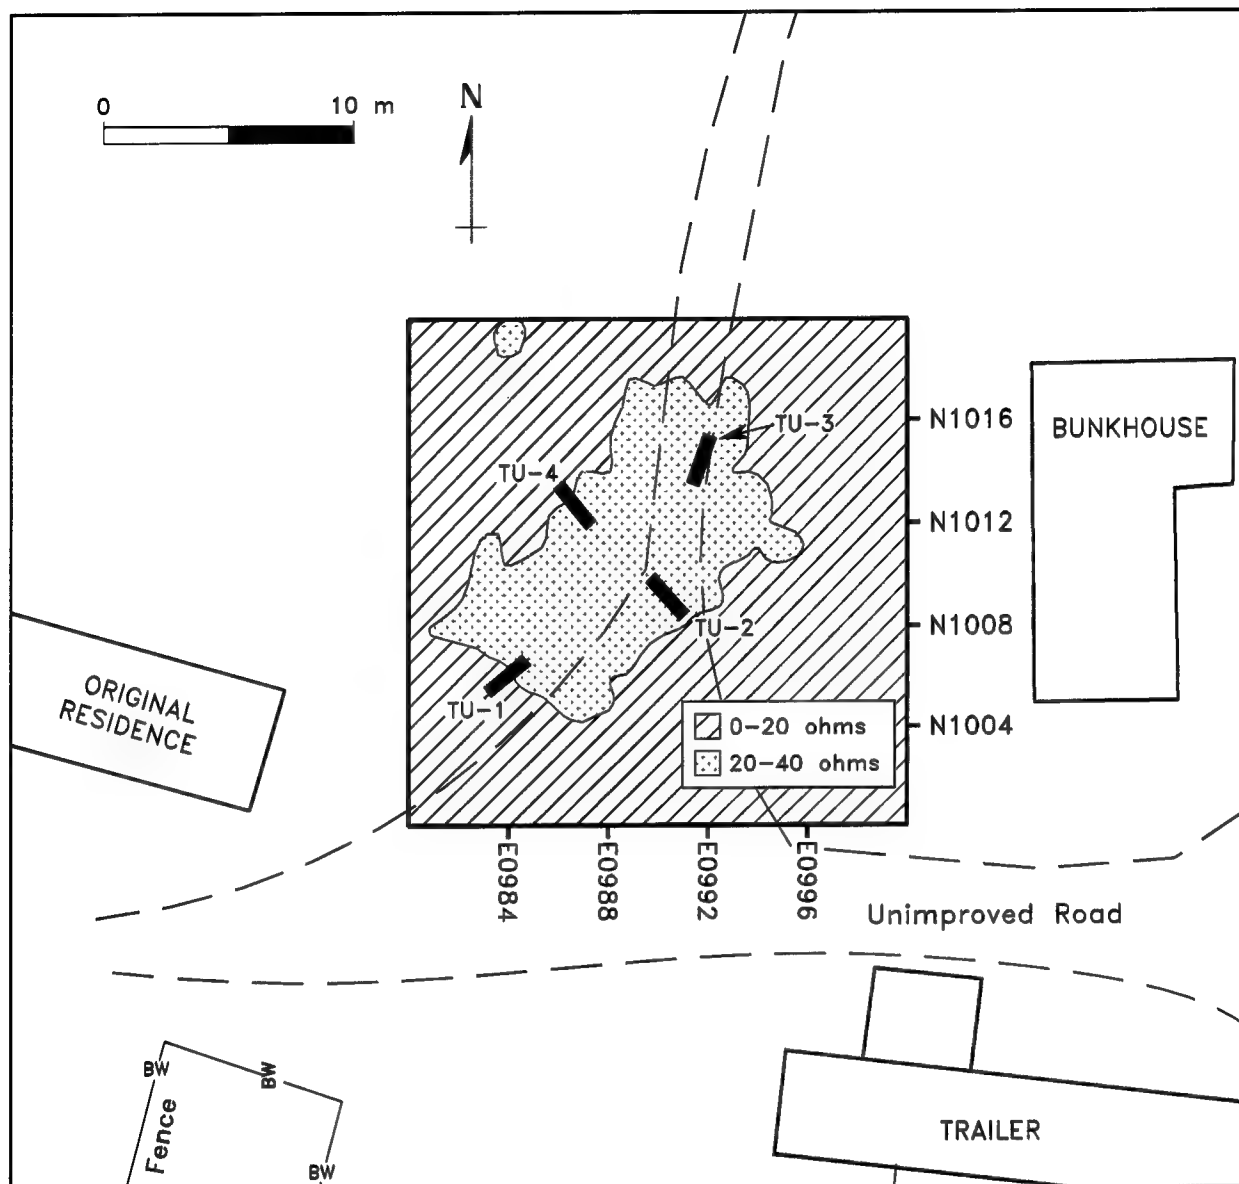 0 10 m
N
TU-3
N1016
BUNKHOUSE
TU-4
N1012
N1008
TU-2
ORIGINAL
RESIDENCE
TU-1
0-20 ohms
N1004
20-40 ohms
E0984
E0988
E0992
E0996
Unimproved Road
BW
BW
Fence
TRAILER
BW